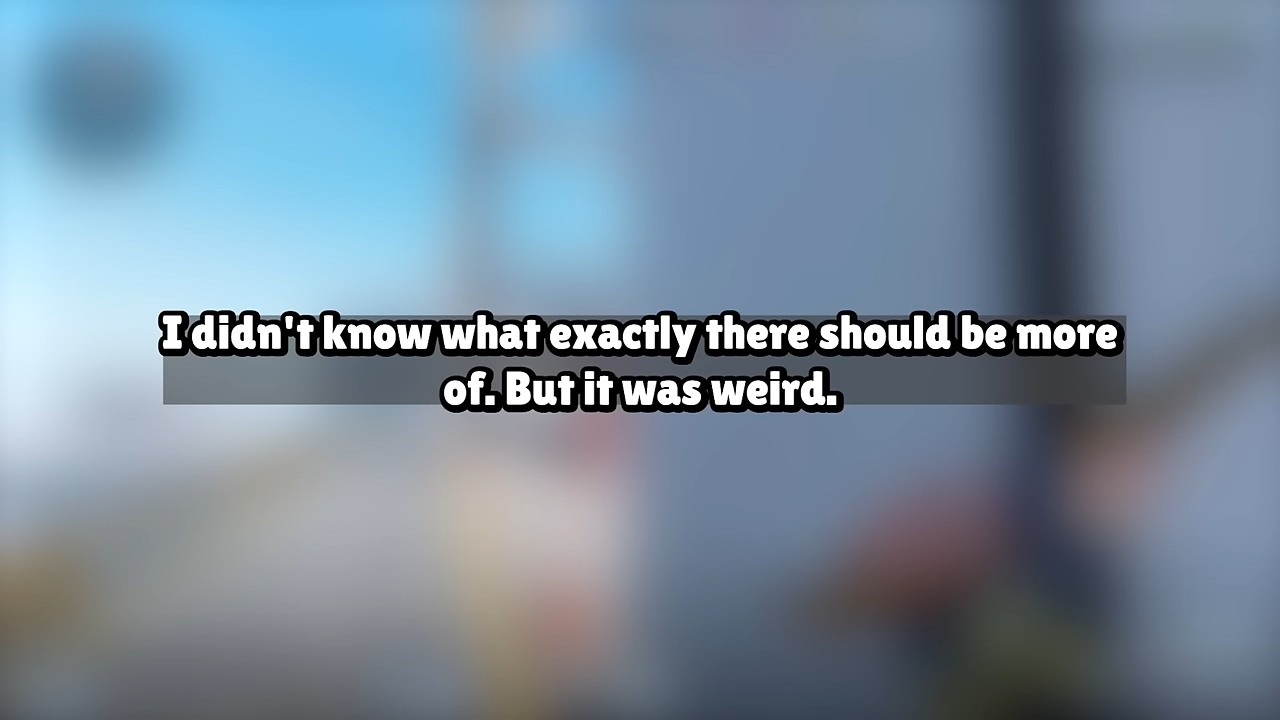 I didn't know what exactly there should be more
of. But it was weird.